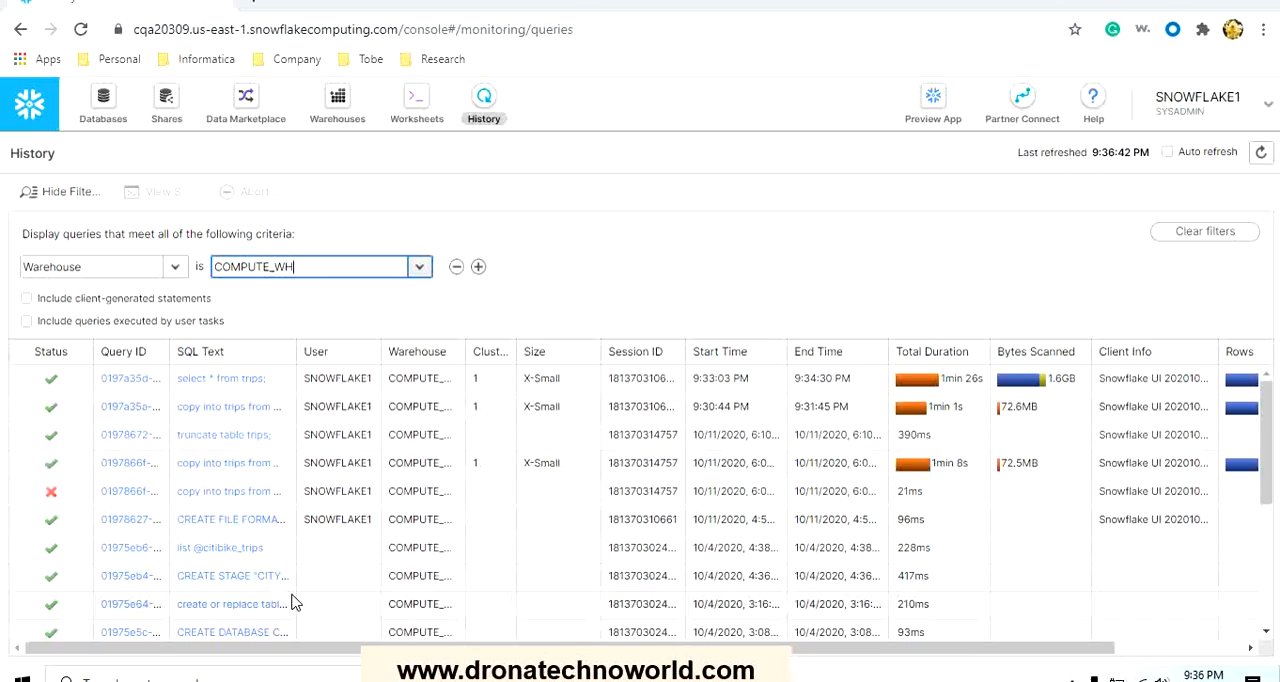 cqa20309.us-east-1.snowflakecomputing.com/console#/monitoring/queries
Apps Personal Informatica Company Tobe Research
Databases Shares Data Marketplace Warehouses Worksheets History Preview App Partner Connect Help SNOWFLAKE1 SYSADMIN
History Last refreshed 9:36:42 PM Auto refresh
Hide Filte... View S Abort
Display queries that meet all of the following criteria: Clear filters
Warehouse is COMPUTE_WH
Include client-generated statements
Include queries executed by user tasks
Status Query ID SQL Text User Warehouse Clust... Size Session ID Start Time End Time Total Duration Bytes Scanned Client Info Rows
0197a35d-... select * from trips; SNOWFLAKE1 COMPUTE_... 1 X-Small 1813703106... 9:33:03 PM 9:34:30 PM 1min 26s 1.6GB Snowflake UI 202010...
0197a35a-... copy into trips from ... SNOWFLAKE1 COMPUTE_... 1 X-Small 1813703106... 9:30:44 PM 9:31:45 PM 1min 1s 72.6MB Snowflake UI 202010...
01978672-... truncate table trips; SNOWFLAKE1 COMPUTE_... 181370314757 10/11/2020, 6:10... 10/11/2020, 6:10... 390ms Snowflake UI 202010...
0197866f-... copy into trips from ... SNOWFLAKE1 COMPUTE_... 1 X-Small 181370314757 10/11/2020, 6:0... 10/11/2020, 6:0... 1min 8s 72.5MB Snowflake UI 202010...
0197866f-... copy into trips from ... SNOWFLAKE1 COMPUTE_... 181370314757 10/11/2020, 6:0... 10/11/2020, 6:0... 21ms Snowflake UI 202010...
01978627-... CREATE FILE FORMA... SNOWFLAKE1 COMPUTE_... 181370310661 10/11/2020, 4:5... 10/11/2020, 4:5... 96ms Snowflake UI 202010...
01975eb6-... list @citibike_trips COMPUTE_... 1813703024... 10/4/2020, 4:38... 10/4/2020, 4:38... 228ms
01975eb4-... CREATE STAGE "CITY... COMPUTE_... 1813703024... 10/4/2020, 4:36... 10/4/2020, 4:36... 417ms
01975e64-... create or replace tabl... COMPUTE_... 1813703024... 10/4/2020, 3:16:... 10/4/2020, 3:16:... 210ms
01975e5c-... CREATE DATABASE C... COMPUTE_... 1813703024... 10/4/2020, 3:08... 10/4/2020, 3:08... 93ms
www.dronatechnoworld.com
9:36 PM